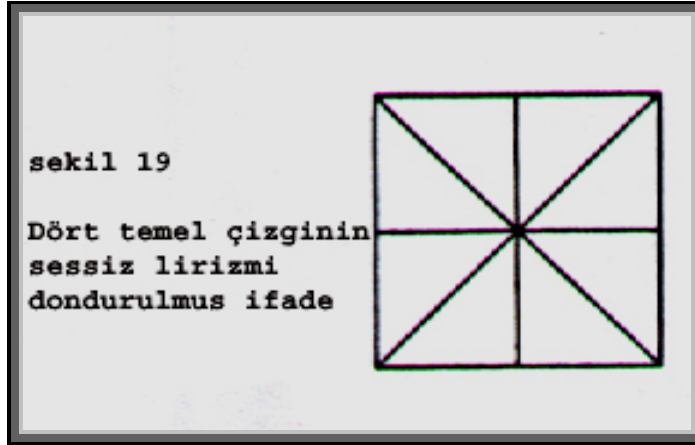 sekil 19
Dört temel çizginin
sessiz lirizmi
dondurulmus ifade